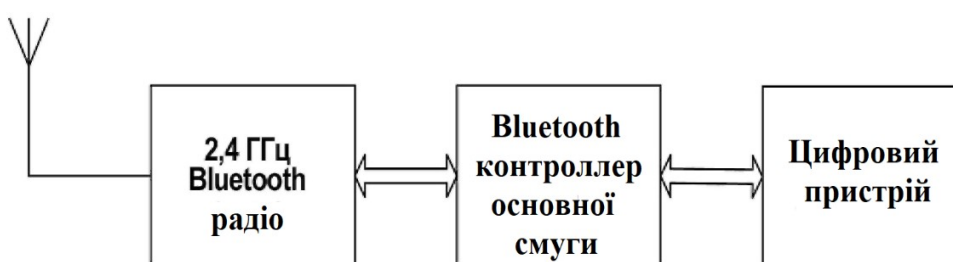 2,4 ГГц
Bluetooth
радіо
Bluetooth
контроллер
основної
смуги
Цифровий
пристрій